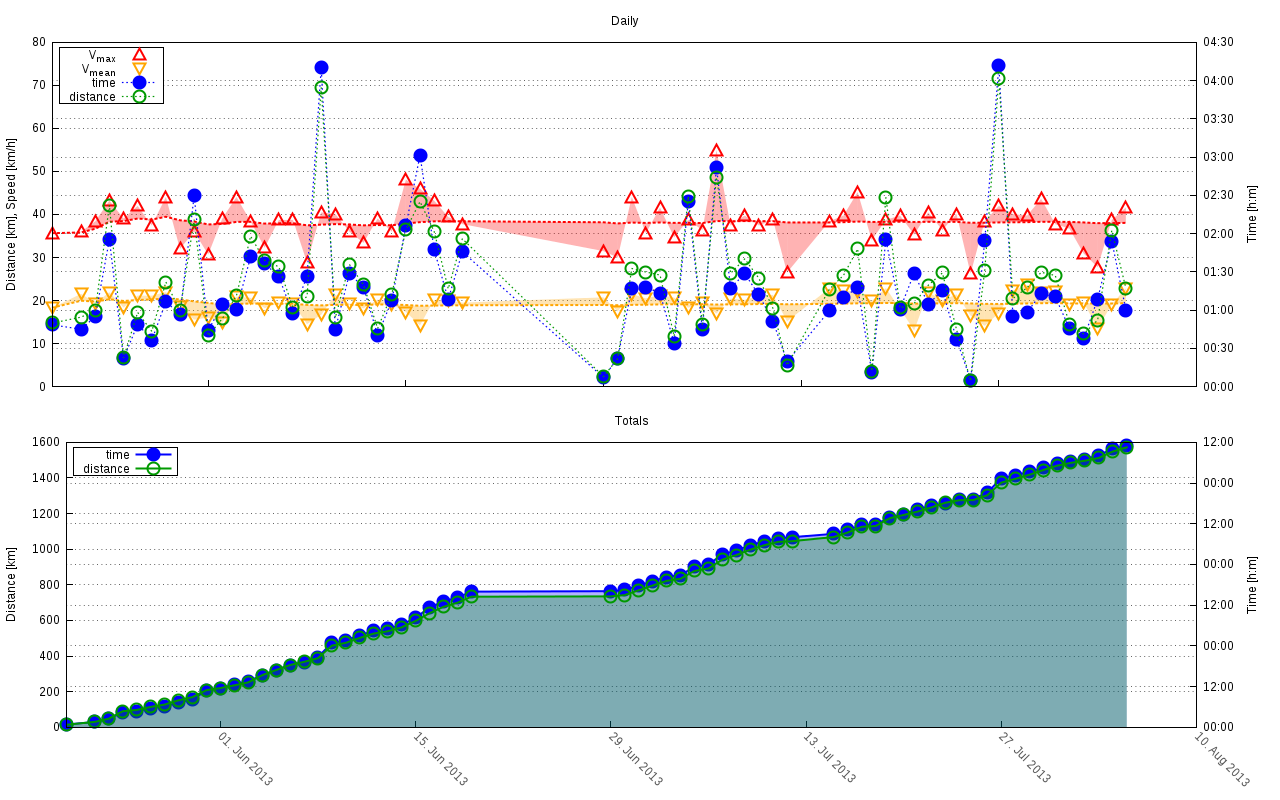 Daily
Distance [km], Speed [km/h]
80
70
60
50
40
30
20
10
0
Vmax
Vmean
time
distance
04:30
04:00
03:30
03:00
02:30
02:00
01:30
01:00
00:30
00:00
Time [h:m]
Totals
Distance [km]
1600
1400
1200
1000
800
600
400
200
0
time
distance
12:00
00:00
12:00
00:00
12:00
00:00
12:00
00:00
Time [h:m]
01. Jun 2013
15. Jun 2013
29. Jun 2013
13. Jul 2013
27. Jul 2013
10. Aug 2013